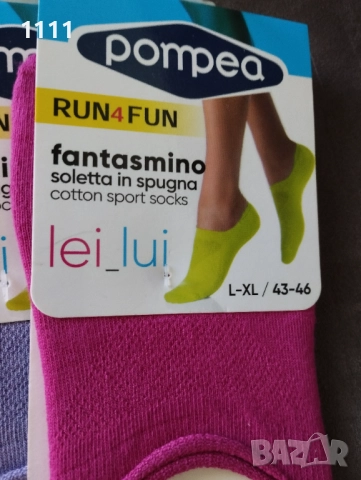 1111
pompea
RUN4FUN
fantasmino
soletta in spugna
cotton sport socks
lei_lui
L-XL / 43-46
BAZAR